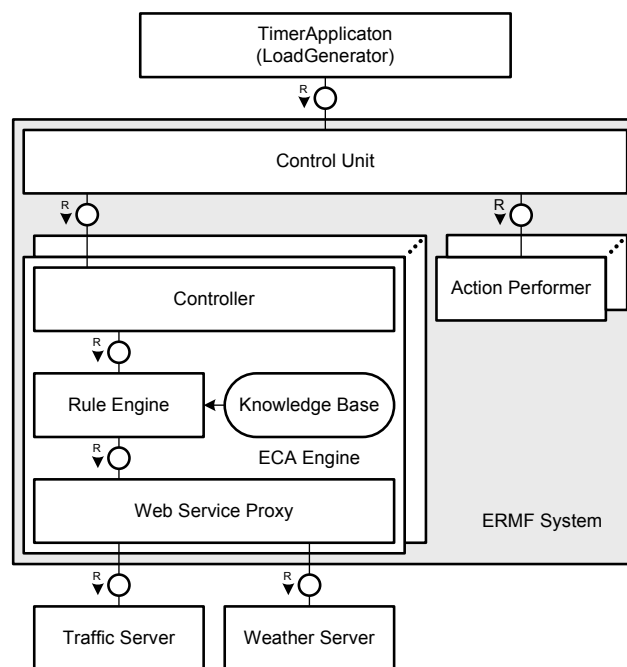 TimerApplicaton
(LoadGenerator)
R
Control Unit
R
R
Controller
Action Performer
R
Rule Engine
Knowledge Base
R
ECA Engine
Web Service Proxy
ERMF System
R
R
Traffic Server
Weather Server